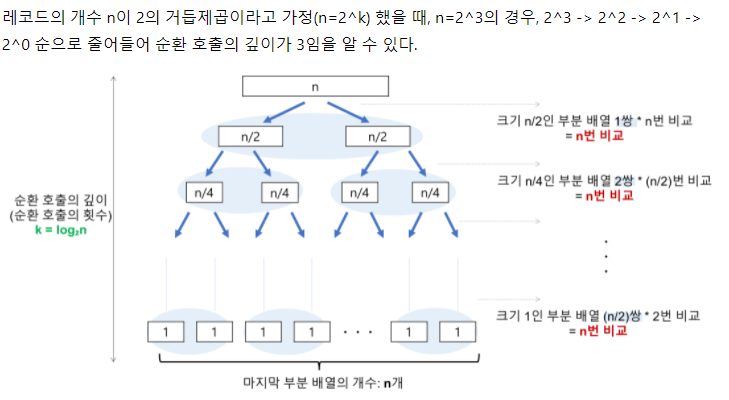 레코드의 개수 n이 2의 거듭제곱이라고 가정(n=2^k) 했을 때, n=2^3의 경우, 2^3 -> 2^2 -> 2^1 ->
2^0 순으로 줄어들어 순환 호출의 깊이가 3임을 알 수 있다.
n
크기 n/2인 부분 배열 1쌍 * n번 비교
= n번 비교
n/2 n/2
크기 n/4인 부분 배열 2쌍 * (n/2)번 비교
= n번 비교
n/4 n/4 n/4 n/4
순환 호출의 깊이
(순환 호출의 횟수)
k = log₂n
크기 1인 부분 배열 (n/2)쌍 * 2번 비교
= n번 비교
1 1 1 1 · · · 1 1
마지막 부분 배열의 개수: n개